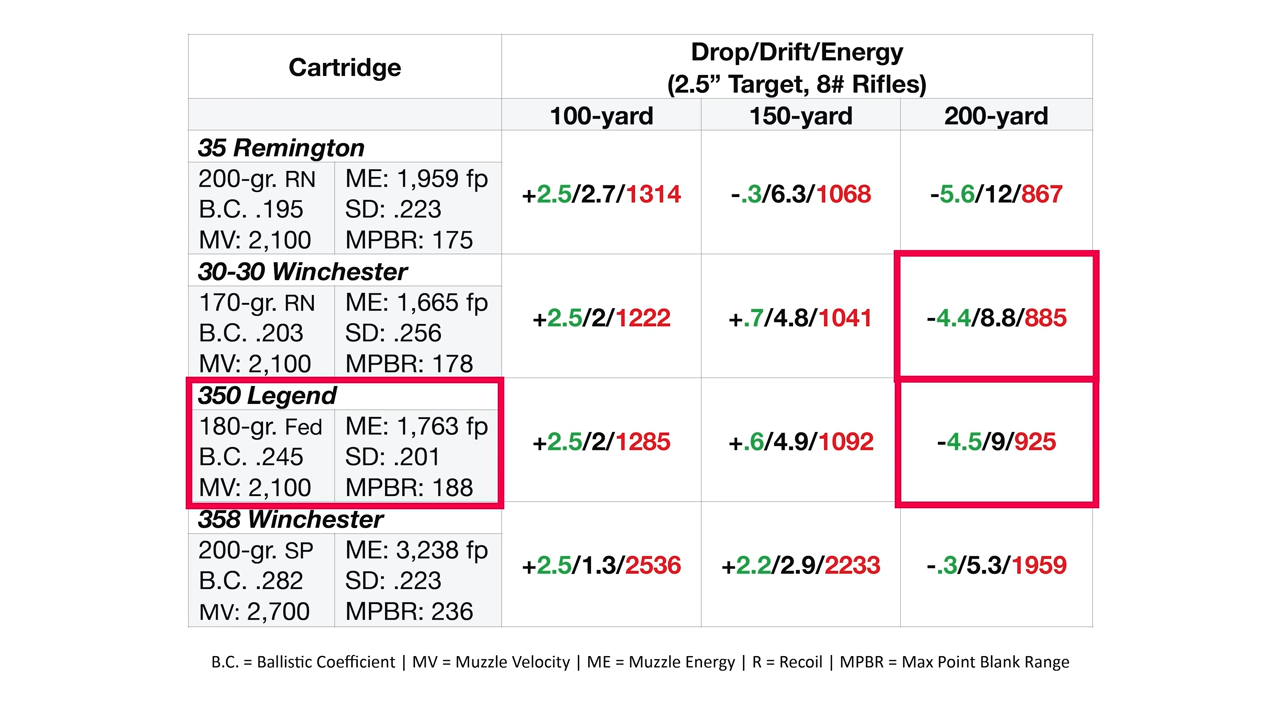 Cartridge
Drop/Drift/Energy
(2.5” Target, 8# Rifles)
100-yard 150-yard 200-yard
35 Remington
200-gr. RN ME: 1,959 fp
B.C. .195 SD: .223
MV: 2,100 MPBR: 175
+2.5/2.7/1314 -.3/6.3/1068 -5.6/12/867
30-30 Winchester
170-gr. RN ME: 1,665 fp
B.C. .203 SD: .256
MV: 2,100 MPBR: 178
+2.5/2/1222 +.7/4.8/1041 -4.4/8.8/885
350 Legend
180-gr. Fed ME: 1,763 fp
B.C. .245 SD: .201
MV: 2,100 MPBR: 188
+2.5/2/1285 +.6/4.9/1092 -4.5/9/925
358 Winchester
200-gr. SP ME: 3,238 fp
B.C. .282 SD: .223
MV: 2,700 MPBR: 236
+2.5/1.3/2536 +2.2/2.9/2233 -.3/5.3/1959
B.C. = Ballistic Coefficient | MV = Muzzle Velocity | ME = Muzzle Energy | R = Recoil | MPBR = Max Point Blank Range